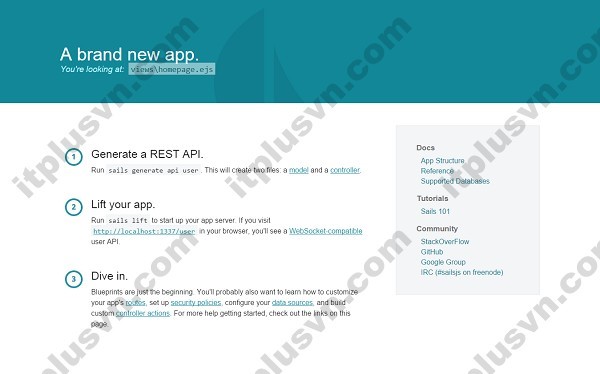 A brand new app.
You're looking at: views\homepage.ejs
1 Generate a REST API.
Run sails generate api user. This will create two files: a model and a controller.
2 Lift your app.
Run sails lift to start up your app server. If you visit
http://localhost:1337/user in your browser, you'll see a WebSocket-compatible
user API.
3 Dive in.
Blueprints are just the beginning. You'll probably also want to learn how to customize
your app's routes, set up security policies, configure your data sources, and build
custom controller actions. For more help getting started, check out the links on this
page.
Docs
App Structure
Reference
Supported Databases
Tutorials
Sails 101
Community
StackOverFlow
GitHub
Google Group
IRC (#sailsjs on freenode)
itplusvn.com
itplusvn.com
itplusvn.com
itplusvn.com
itplusvn.com
itplusvn.com